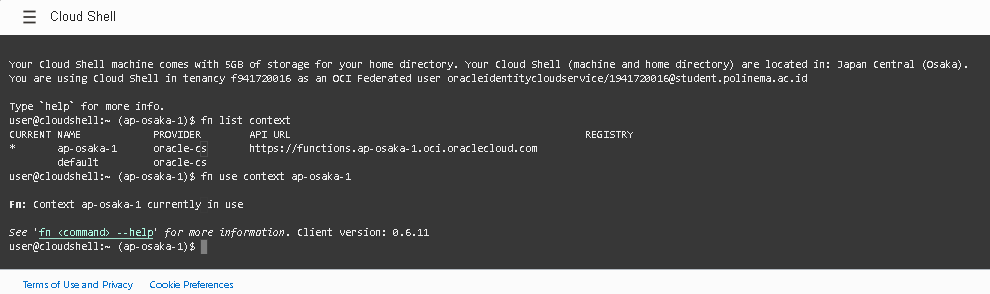 Cloud Shell
Your Cloud Shell machine comes with 5GB of storage for your home directory. Your Cloud Shell (machine and home directory) are located in: Japan Central (Osaka).
You are using Cloud Shell in tenancy f941720016 as an OCI Federated user oracleidentitycloudservice/1941720016@student.polinema.ac.id
Type `help` for more info.
user@cloudshell:~ (ap-osaka-1)$ fn list context
CURRENT NAME PROVIDER API URL REGISTRY
* ap-osaka-1 oracle-cs https://functions.ap-osaka-1.oci.oraclecloud.com
default oracle-cs
user@cloudshell:~ (ap-osaka-1)$ fn use context ap-osaka-1
Fn: Context ap-osaka-1 currently in use
See 'fn <command> --help' for more information. Client version: 0.6.11
user@cloudshell:~ (ap-osaka-1)$
Terms of Use and Privacy Cookie Preferences